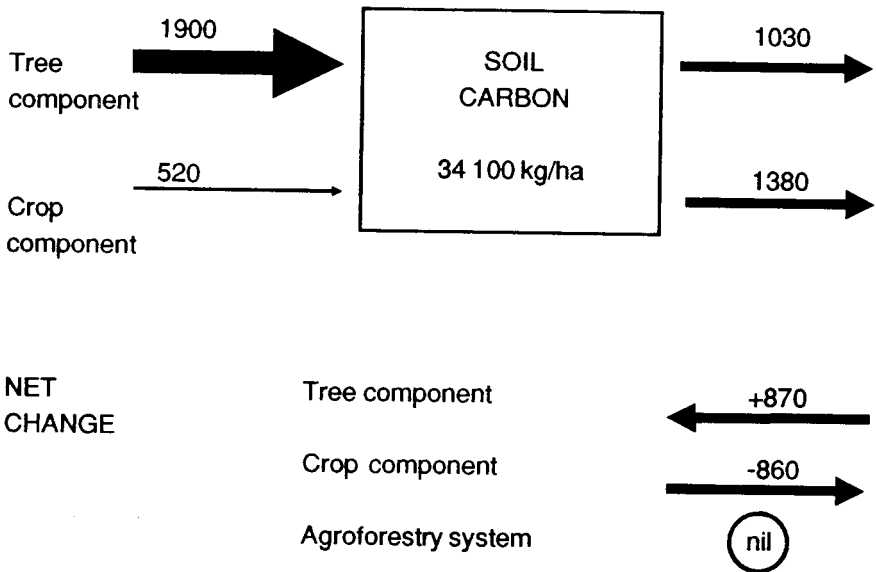 1900
Tree
component
520
Crop
component
SOIL
CARBON
34 100 kg/ha
1030
1380
NET
CHANGE
Tree component
+870
Crop component
-860
Agroforestry system
nil